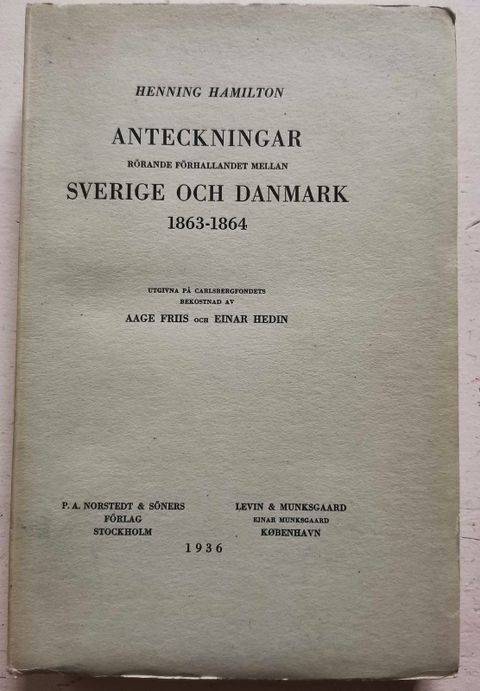 HENNING HAMILTON
ANTECKNINGAR
RÖRANDE FÖRHALLANDET MELLAN
SVERIGE OCH DANMARK
1863-1864
UTGIVNA PÅ CARLSBERGFONDETS
BEKOSTNAD AV
AAGE FRIIS OCH EINAR HEDIN
P. A. NORSTEDT & SÖNERS
FÖRLAG
STOCKHOLM
LEVIN & MUNKSGAARD
EJNAR MUNKSGAARD
KØBENHAVN
1936